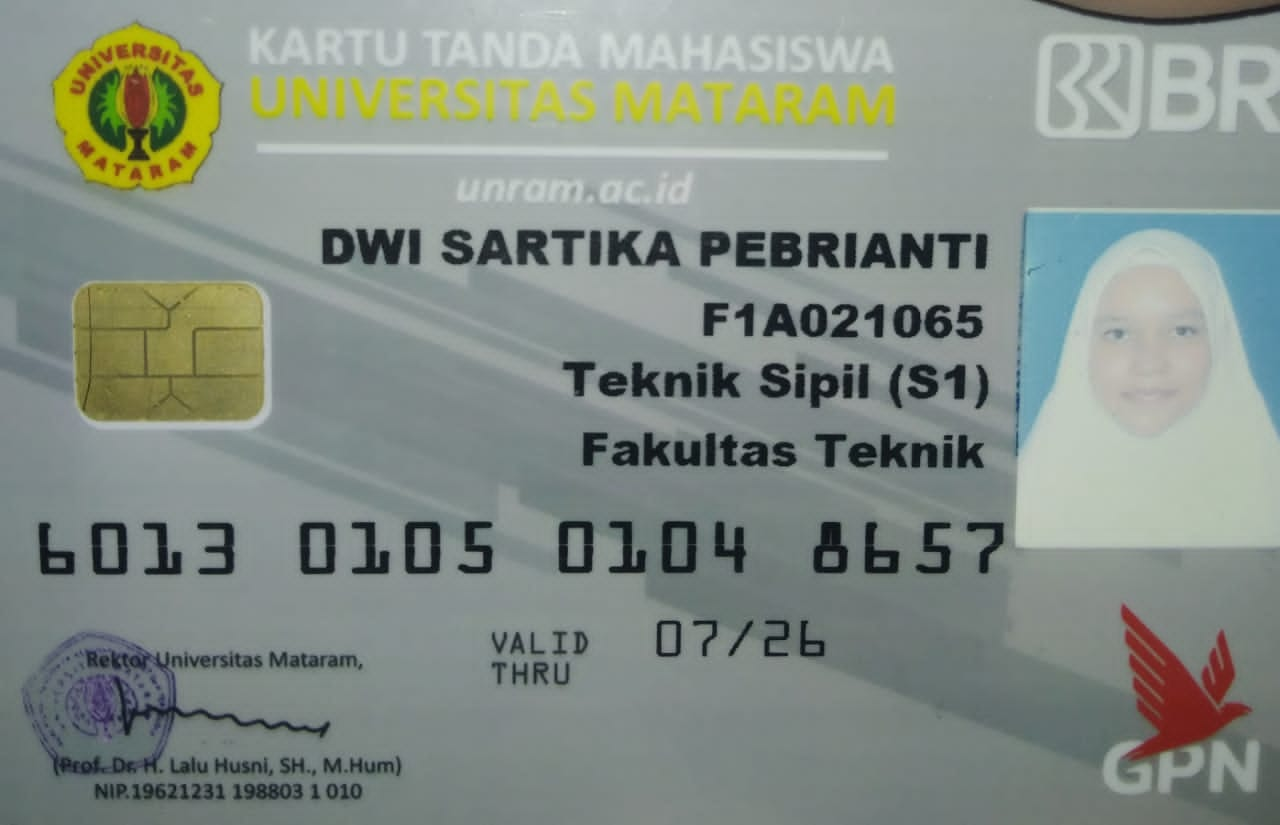 UNIVERSITAS MATARAM
KARTU TANDA MAHASISWA
UNIVERSITAS MATARAM
unram.ac.id
BR
DWI SARTIKA PEBRIANTI
F1A021065
Teknik Sipil (S1)
Fakultas Teknik
6013 0105 0104 8657
VALID THRU 07/26
Rektor Universitas Mataram,
(Prof. Dr. H. Lalu Husni, SH., M.Hum)
NIP.19621231 198803 1 010
GPN